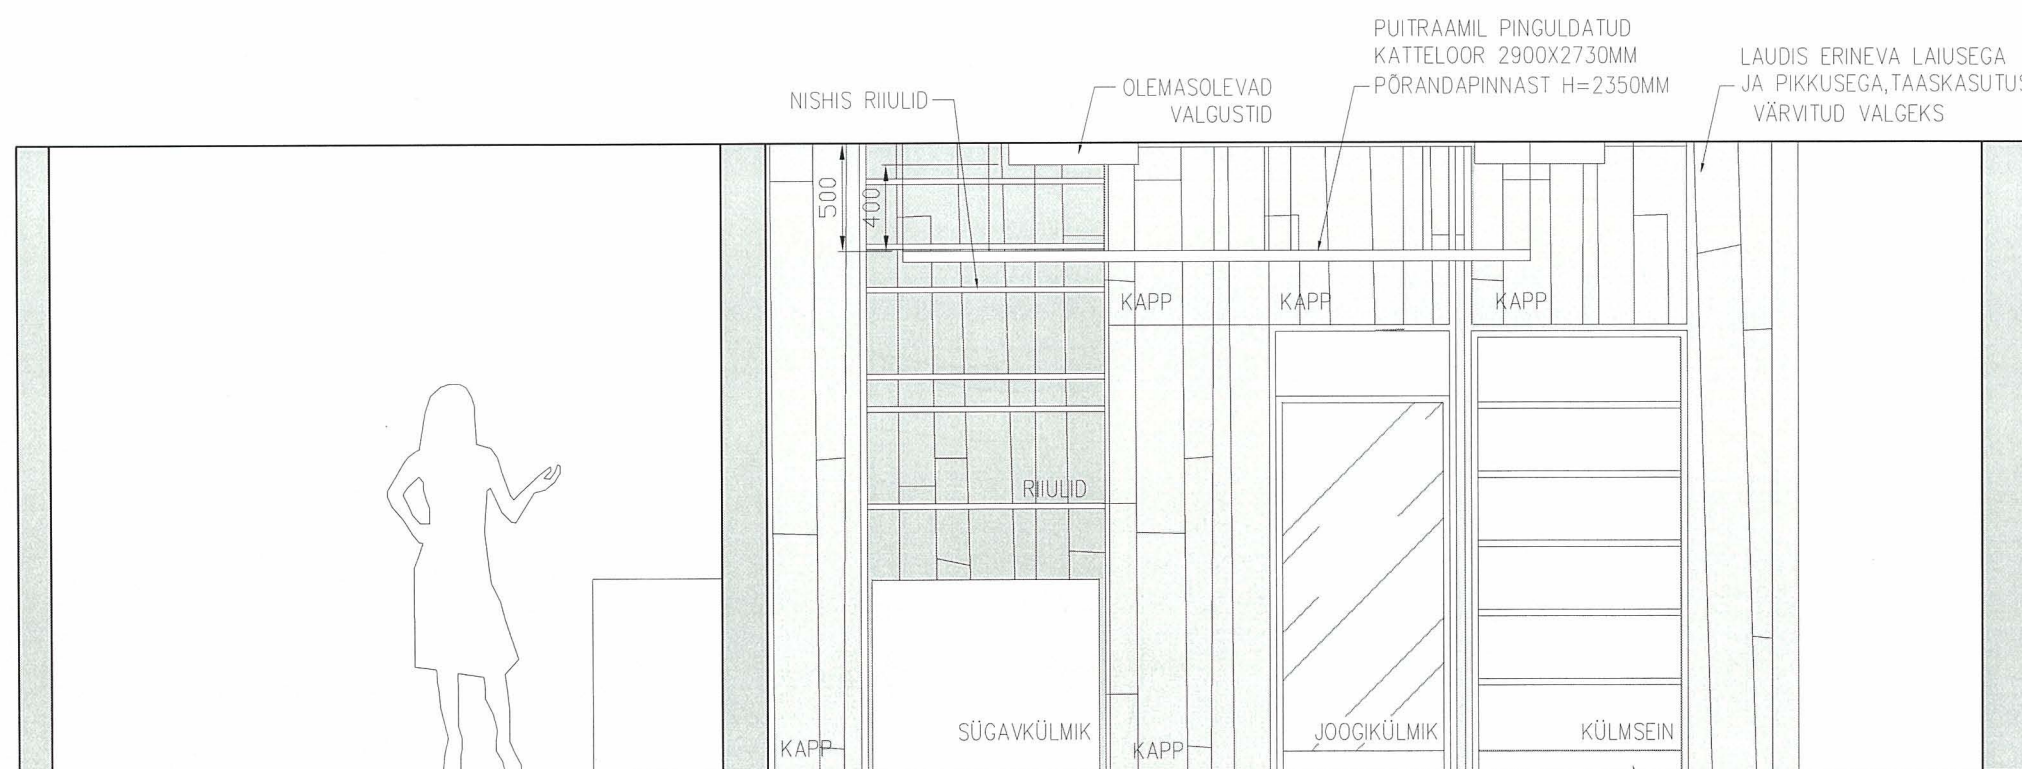 PUITRAAMIL PINGULDATUD
KATTELOOR 2900X2730MM
PÕRANDAPINNAST H=2350MM
LAUDIS ERINEVA LAIUSEGA
JA PIKKUSEGA,TAASKASUTUS
VÄRVITUD VALGEKS
OLEMASOLEVAD
VALGUSTID
NISHIS RIIULID
500
400
KAPP
KAPP
KAPP
RIIULID
SÜGAVKÜLMIK
JOOGIKÜLMIK
KÜLMSEIN
KAPP
KAPP